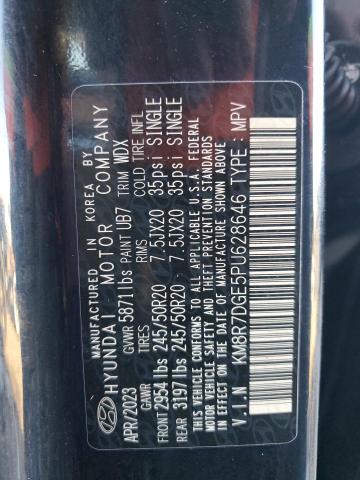 MANUFACTURED IN KOREA BY
HYUNDAI MOTOR COMPANY
APR/2023 GVWR 5871 lbs PAINT UB7 TRIM WDX
GAWR TIRES RIMS COLD TIRE INFL
FRONT 2954 lbs 245/50R20 7.5JX20 35psi SINGLE
REAR 3197 lbs 245/50R20 7.5JX20 35psi SINGLE
THIS VEHICLE CONFORMS TO ALL APPLICABLE U.S.A. FEDERAL
MOTOR VEHICLE SAFETY, BUMPER, AND THEFT PREVENTION STANDARDS
IN EFFECT ON THE DATE OF MANUFACTURE SHOWN ABOVE.
V.I.N : KM8R7DGE5PU628646 TYPE : MPV